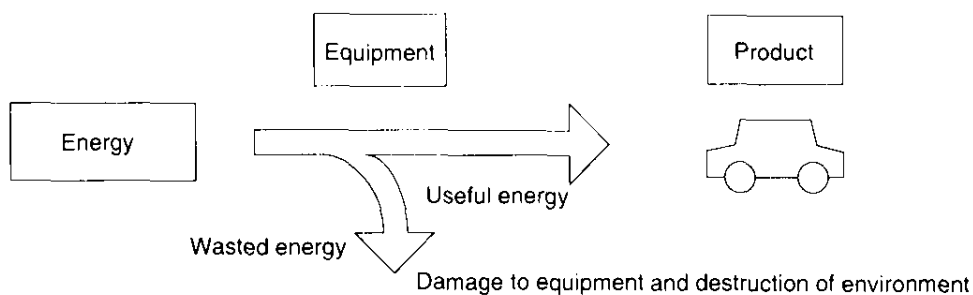 Equipment
Product
Energy
Useful energy
Wasted energy
Damage to equipment and destruction of environment